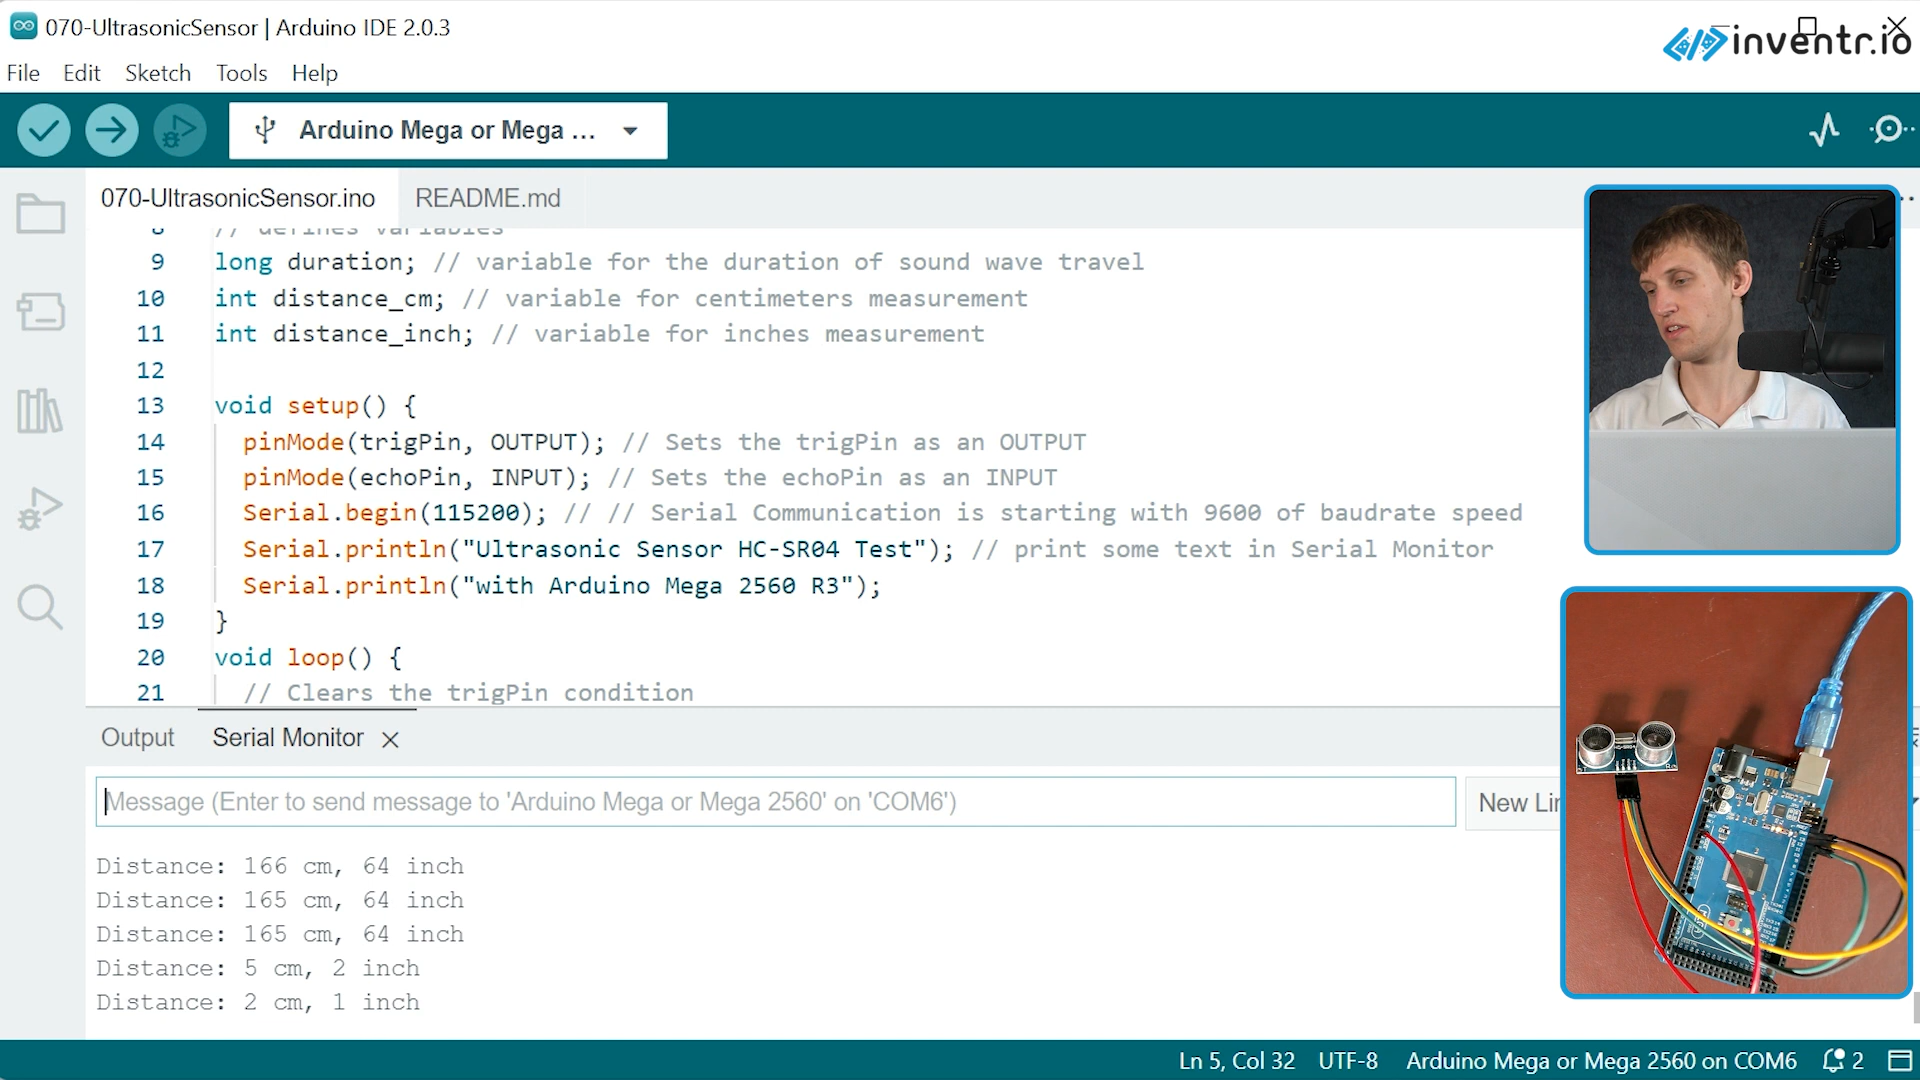 070-UltrasonicSensor | Arduino IDE 2.0.3
inventr.io
File Edit Sketch Tools Help
Arduino Mega or Mega ...
070-UltrasonicSensor.ino README.md
8 // defines variables
9 long duration; // variable for the duration of sound wave travel
10 int distance_cm; // variable for centimeters measurement
11 int distance_inch; // variable for inches measurement
12
13 void setup() {
14 pinMode(trigPin, OUTPUT); // Sets the trigPin as an OUTPUT
15 pinMode(echoPin, INPUT); // Sets the echoPin as an INPUT
16 Serial.begin(115200); // // Serial Communication is starting with 9600 of baudrate speed
17 Serial.println("Ultrasonic Sensor HC-SR04 Test"); // print some text in Serial Monitor
18 Serial.println("with Arduino Mega 2560 R3");
19 }
20 void loop() {
21 // Clears the trigPin condition
Output Serial Monitor
Message (Enter to send message to 'Arduino Mega or Mega 2560' on 'COM6')
New Lin
Distance: 166 cm, 64 inch
Distance: 165 cm, 64 inch
Distance: 165 cm, 64 inch
Distance: 5 cm, 2 inch
Distance: 2 cm, 1 inch
Ln 5, Col 32 UTF-8 Arduino Mega or Mega 2560 on COM6 2